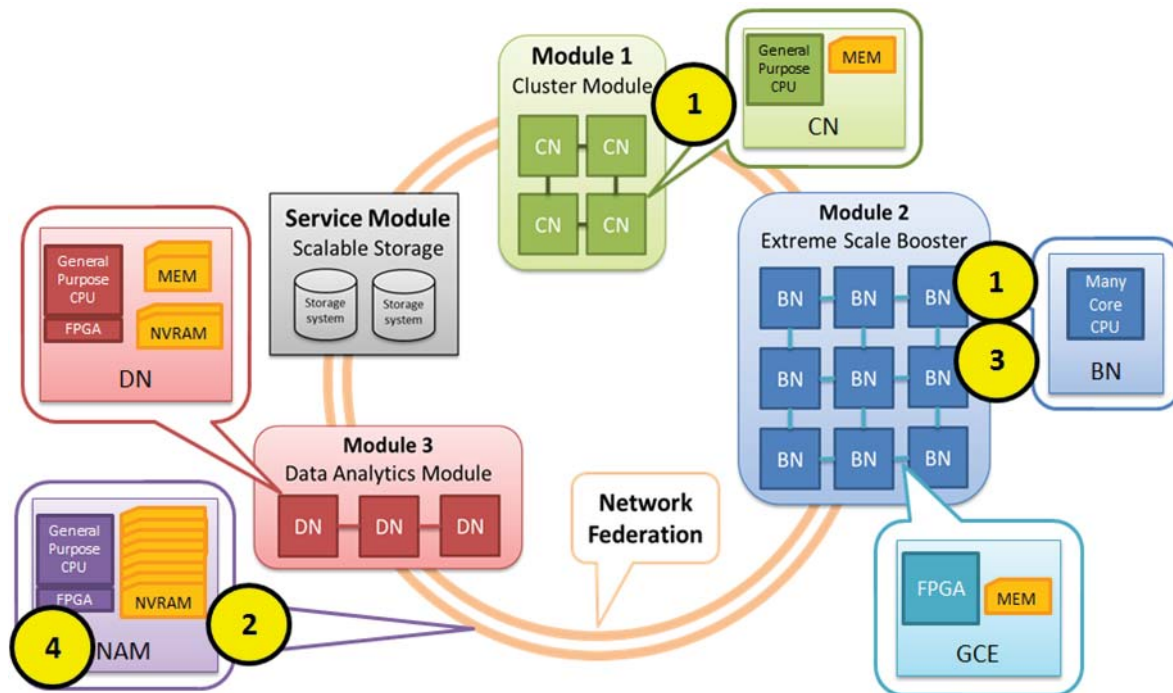 Module 1
Cluster Module
CN
CN
CN
CN
1
General
Purpose
CPU
MEM
CN
Service Module
Scalable Storage
Storage
system
Storage
system
Module 2
Extreme Scale Booster
BN
BN
BN
BN
BN
BN
BN
BN
BN
1
3
Many
Core
CPU
BN
General
Purpose
CPU
FPGA
MEM
NVRAM
DN
Module 3
Data Analytics Module
DN
DN
DN
General
Purpose
CPU
FPGA
NVRAM
4
NAM
2
Network
Federation
FPGA
MEM
GCE